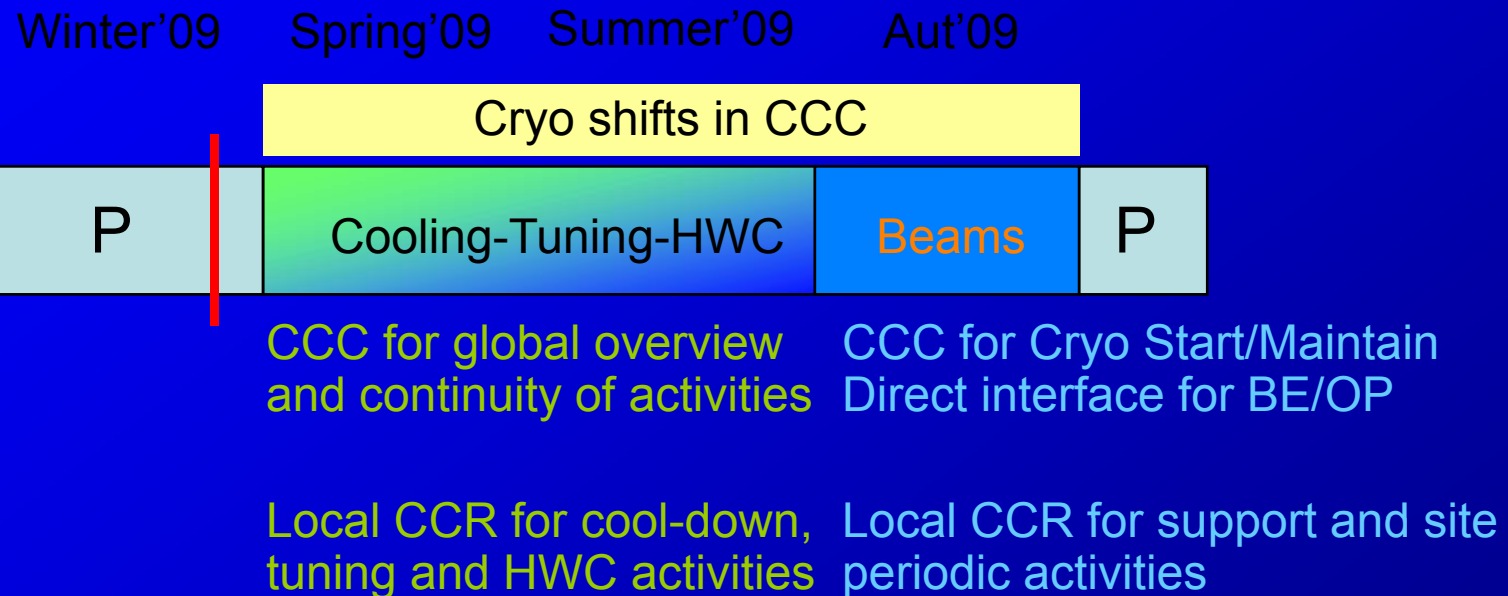 Winter’09 Spring’09 Summer’09 Aut’09
Cryo shifts in CCC
P Cooling-Tuning-HWC Beams P
CCC for global overview
and continuity of activities
CCC for Cryo Start/Maintain
Direct interface for BE/OP
Local CCR for cool-down,
tuning and HWC activities
Local CCR for support and site
periodic activities